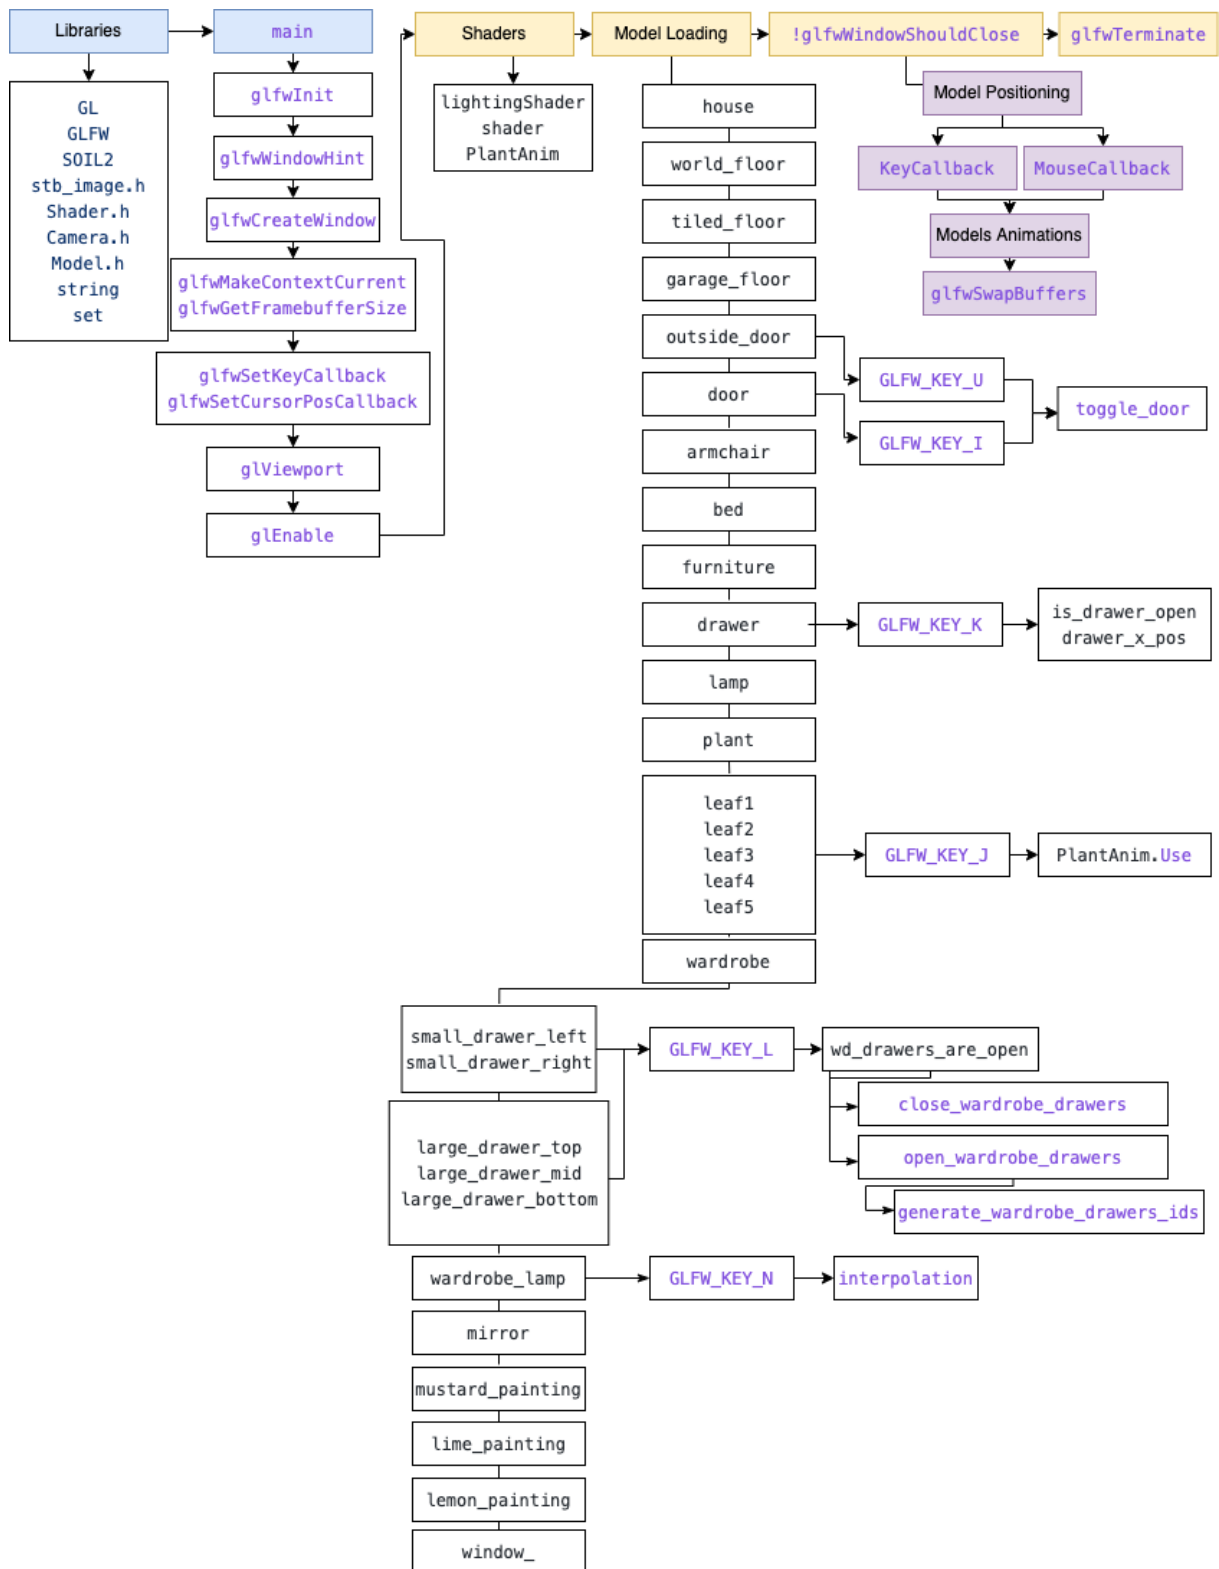 Libraries
main
Shaders
Model Loading
!glfwWindowShouldClose
glfwTerminate
GL
GLFW
SOIL2
stb_image.h
Shader.h
Camera.h
Model.h
string
set
glfwInit
glfwWindowHint
glfwCreateWindow
glfwMakeContextCurrent
glfwGetFramebufferSize
glfwSetKeyCallback
glfwSetCursorPosCallback
glViewport
glEnable
lightingShader
shader
PlantAnim
house
world_floor
tiled_floor
garage_floor
outside_door
door
armchair
bed
furniture
drawer
lamp
plant
leaf1
leaf2
leaf3
leaf4
leaf5
wardrobe
Model Positioning
KeyCallback
MouseCallback
Models Animations
glfwSwapBuffers
GLFW_KEY_U
GLFW_KEY_I
toggle_door
GLFW_KEY_K
is_drawer_open
drawer_x_pos
GLFW_KEY_J
PlantAnim.Use
small_drawer_left
small_drawer_right
GLFW_KEY_L
wd_drawers_are_open
close_wardrobe_drawers
open_wardrobe_drawers
generate_wardrobe_drawers_ids
large_drawer_top
large_drawer_mid
large_drawer_bottom
wardrobe_lamp
GLFW_KEY_N
interpolation
mirror
mustard_painting
lime_painting
lemon_painting
window_